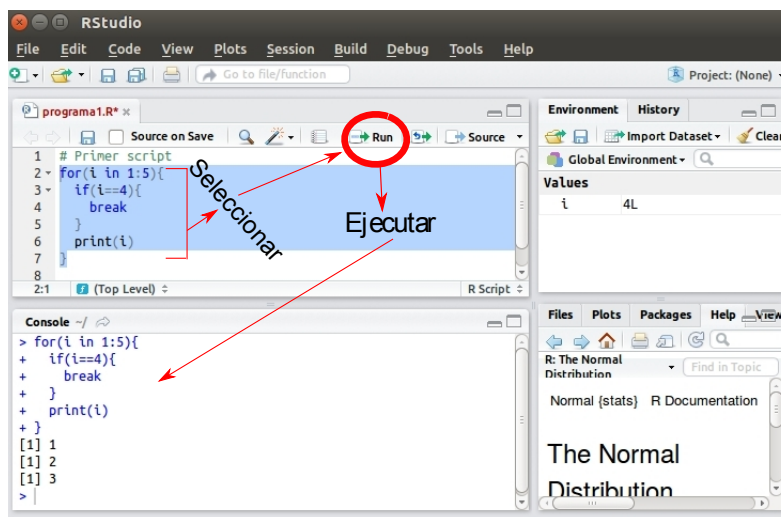 RStudio
File Edit Code View Plots Session Build Debug Tools Help
Go to file/function Project: (None)
programa1.R* ×
Source on Save Run Source
1 # Primer script
2 for(i in 1:5){
3 if(i==4){
4 break
5 }
6 print(i)
7 }
8
Seleccionar
Ejecutar
2:1 (Top Level) R Script
Console ~/
> for(i in 1:5){
+ if(i==4){
+ break
+ }
+ print(i)
+ }
[1] 1
[1] 2
[1] 3
>
Environment History
Import Dataset Clear
Global Environment
Values
i 4L
Files Plots Packages Help View
R: The Normal
Distribution
Find in Topic
Normal {stats} R Documentation
The Normal
Distribution